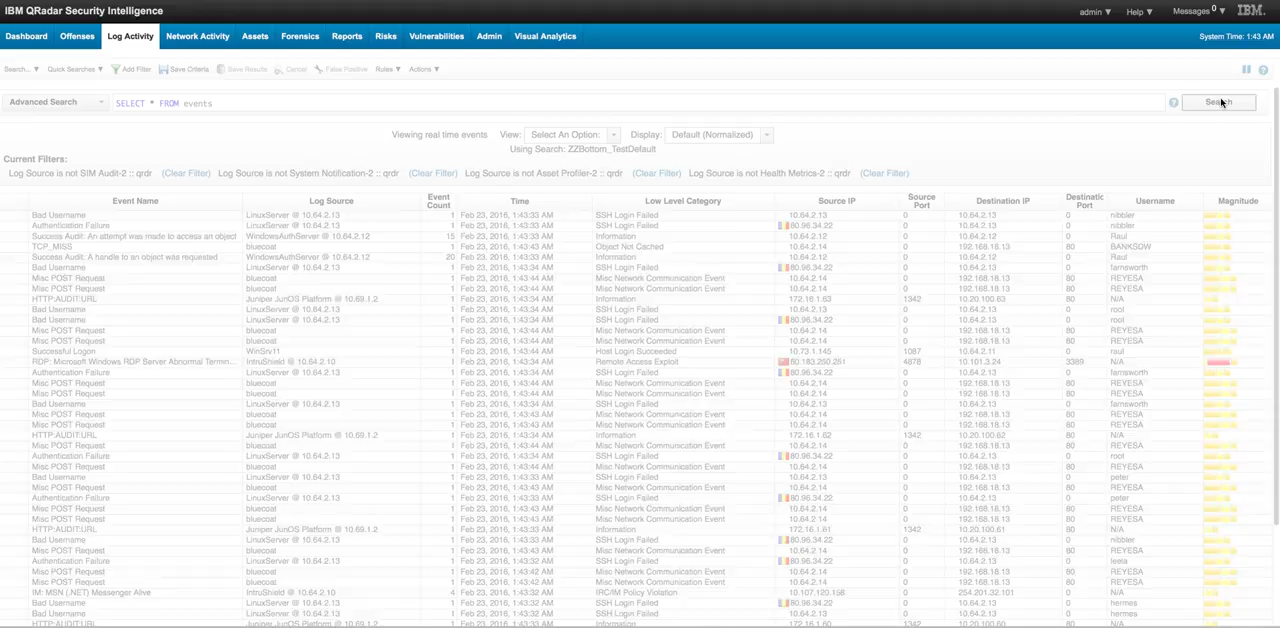 IBM QRadar Security Intelligence admin Help Messages 0 IBM.
Dashboard Offenses Log Activity Network Activity Assets Forensics Reports Risks Vulnerabilities Admin Visual Analytics System Time: 1:43 AM
Search... Quick Searches Add Filter Save Criteria Save Results Cancel False Positive Rules Actions
Advanced Search SELECT * FROM events Search
Viewing real time events View: Select An Option: Display: Default (Normalized)
Using Search: ZZBottom_TestDefault
Current Filters:
Log Source is not SIM Audit-2 :: qrdr (Clear Filter) Log Source is not System Notification-2 :: qrdr (Clear Filter) Log Source is not Asset Profiler-2 :: qrdr (Clear Filter) Log Source is not Health Metrics-2 :: qrdr (Clear Filter)
Event Name Log Source Event Count Time Low Level Category Source IP Source Port Destination IP Destinatic Port Username Magnitude
Bad Username LinuxServer @ 10.64.2.13 1 Feb 23, 2016, 1:43:33 AM SSH Login Failed 10.64.2.13 0 10.64.2.13 0 nibbler
Authentication Failure LinuxServer @ 10.64.2.13 1 Feb 23, 2016, 1:43:33 AM SSH Login Failed 80.96.34.22 0 10.64.2.13 0 nibbler
Success Audit: An attempt was made to access an object WindowsAuthServer @ 10.64.2.12 15 Feb 23, 2016, 1:43:33 AM Information 10.64.2.12 0 10.64.2.12 0 Raul
TCP_MISS bluecoat 1 Feb 23, 2016, 1:43:43 AM Object Not Cached 10.64.2.14 0 192.168.18.13 80 BANKSDW
Success Audit: A handle to an object was requested WindowsAuthServer @ 10.64.2.12 20 Feb 23, 2016, 1:43:33 AM Information 10.64.2.12 0 10.64.2.12 0 Raul
Bad Username LinuxServer @ 10.64.2.13 1 Feb 23, 2016, 1:43:33 AM SSH Login Failed 80.96.34.22 0 10.64.2.13 0 farnsworth
Misc POST Request bluecoat 1 Feb 23, 2016, 1:43:44 AM Misc Network Communication Event 10.64.2.14 0 192.168.18.13 80 REYESA
Misc POST Request bluecoat 1 Feb 23, 2016, 1:43:44 AM Misc Network Communication Event 10.64.2.14 0 192.168.18.13 80 REYESA
HTTP:AUDIT:URL Juniper JunOS Platform @ 10.69.1.2 1 Feb 23, 2016, 1:43:34 AM Information 172.16.1.63 1342 10.20.100.63 80 N/A
Bad Username LinuxServer @ 10.64.2.13 1 Feb 23, 2016, 1:43:34 AM SSH Login Failed 10.64.2.13 0 10.64.2.13 0 root
Bad Username LinuxServer @ 10.64.2.13 1 Feb 23, 2016, 1:43:34 AM SSH Login Failed 80.96.34.22 0 10.64.2.13 0 root
Misc POST Request bluecoat 1 Feb 23, 2016, 1:43:44 AM Misc Network Communication Event 10.64.2.14 0 192.168.18.13 80 REYESA
Misc POST Request bluecoat 1 Feb 23, 2016, 1:43:44 AM Misc Network Communication Event 10.64.2.14 0 192.168.18.13 80 REYESA
Successful Logon WinSrv11 1 Feb 23, 2016, 1:43:34 AM Host Login Succeeded 10.73.1.145 1087 10.64.2.11 0 raul
RDP: Microsoft Windows RDP Server Abnormal Termin... IntruShield @ 10.64.2.10 1 Feb 23, 2016, 1:43:34 AM Remote Access Exploit 60.183.250.251 4878 10.101.3.24 3389 N/A
Authentication Failure LinuxServer @ 10.64.2.13 1 Feb 23, 2016, 1:43:34 AM SSH Login Failed 80.96.34.22 0 10.64.2.13 0 farnsworth
Misc POST Request bluecoat 1 Feb 23, 2016, 1:43:44 AM Misc Network Communication Event 10.64.2.14 0 192.168.18.13 80 REYESA
Misc POST Request bluecoat 1 Feb 23, 2016, 1:43:44 AM Misc Network Communication Event 10.64.2.14 0 192.168.18.13 80 REYESA
Bad Username LinuxServer @ 10.64.2.13 1 Feb 23, 2016, 1:43:34 AM SSH Login Failed 10.64.2.13 0 10.64.2.13 0 farnsworth
Misc POST Request bluecoat 1 Feb 23, 2016, 1:43:44 AM Misc Network Communication Event 10.64.2.14 0 192.168.18.13 80 REYESA
Misc POST Request bluecoat 1 Feb 23, 2016, 1:43:44 AM Misc Network Communication Event 10.64.2.14 0 192.168.18.13 80 REYESA
HTTP:AUDIT:URL Juniper JunOS Platform @ 10.69.1.2 1 Feb 23, 2016, 1:43:34 AM Information 172.16.1.62 1342 10.20.100.62 80 N/A
Misc POST Request bluecoat 1 Feb 23, 2016, 1:43:44 AM Misc Network Communication Event 10.64.2.14 0 192.168.18.13 80 REYESA
Authentication Failure LinuxServer @ 10.64.2.13 1 Feb 23, 2016, 1:43:34 AM SSH Login Failed 80.96.34.22 0 10.64.2.13 0 root
Misc POST Request bluecoat 1 Feb 23, 2016, 1:43:43 AM Misc Network Communication Event 10.64.2.14 0 192.168.18.13 80 REYESA
Bad Username LinuxServer @ 10.64.2.13 1 Feb 23, 2016, 1:43:33 AM SSH Login Failed 10.64.2.13 0 10.64.2.13 0 peter
Misc POST Request bluecoat 1 Feb 23, 2016, 1:43:43 AM Misc Network Communication Event 10.64.2.14 0 192.168.18.13 80 REYESA
Authentication Failure LinuxServer @ 10.64.2.13 1 Feb 23, 2016, 1:43:33 AM SSH Login Failed 80.96.34.22 0 10.64.2.13 0 peter
Misc POST Request bluecoat 1 Feb 23, 2016, 1:43:43 AM Misc Network Communication Event 10.64.2.14 0 192.168.18.13 80 REYESA
Misc POST Request bluecoat 1 Feb 23, 2016, 1:43:43 AM Misc Network Communication Event 10.64.2.14 0 192.168.18.13 80 REYESA
HTTP:AUDIT:URL Juniper JunOS Platform @ 10.69.1.2 1 Feb 23, 2016, 1:43:33 AM Information 172.16.1.61 1342 10.20.100.61 80 N/A
Bad Username LinuxServer @ 10.64.2.13 1 Feb 23, 2016, 1:43:33 AM SSH Login Failed 80.96.34.22 0 10.64.2.13 0 nibbler
Misc POST Request bluecoat 1 Feb 23, 2016, 1:43:43 AM Misc Network Communication Event 10.64.2.14 0 192.168.18.13 80 REYESA
Authentication Failure LinuxServer @ 10.64.2.13 1 Feb 23, 2016, 1:43:33 AM SSH Login Failed 80.96.34.22 0 10.64.2.13 0 leela
Misc POST Request bluecoat 1 Feb 23, 2016, 1:43:42 AM Misc Network Communication Event 10.64.2.14 0 192.168.18.13 80 REYESA
Misc POST Request bluecoat 1 Feb 23, 2016, 1:43:42 AM Misc Network Communication Event 10.64.2.14 0 192.168.18.13 80 REYESA
IM: MSN (.NET) Messenger Alive IntruShield @ 10.64.2.10 4 Feb 23, 2016, 1:43:32 AM IRC/IM Policy Violation 10.107.120.158 0 254.201.32.101 0 N/A
Bad Username LinuxServer @ 10.64.2.13 1 Feb 23, 2016, 1:43:32 AM SSH Login Failed 80.96.34.22 0 10.64.2.13 0 hermes
Bad Username LinuxServer @ 10.64.2.13 1 Feb 23, 2016, 1:43:32 AM SSH Login Failed 10.64.2.13 0 10.64.2.13 0 hermes
HTTP:AUDIT:URL Juniper JunOS Platform @ 10.69.1.2 1 Feb 23, 2016, 1:43:32 AM Information 172.16.1.60 1342 10.20.100.60 80 N/A